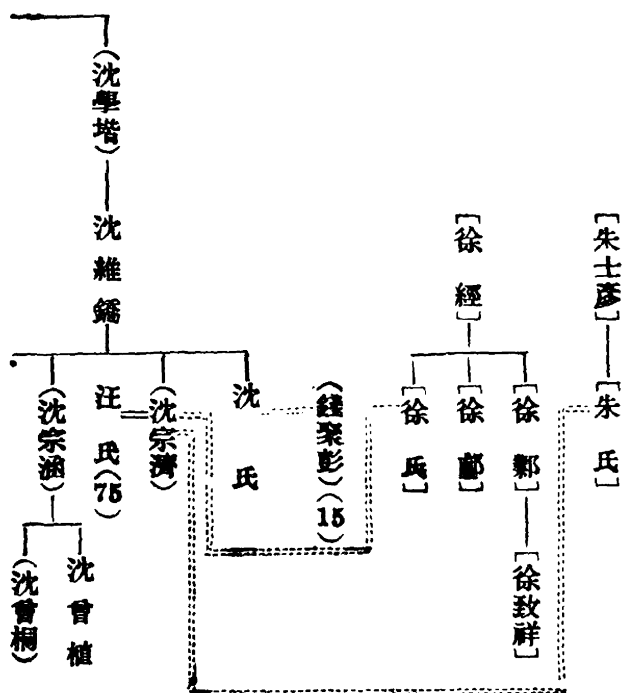 ［朱士彥］
［朱氏］
［徐經］
［徐鄴］
［徐致祥］
［徐郙］
［徐氏］
（錢聚彭）（15）
（沈學堦）
沈維鐈
沈氏
（沈宗濟）
汪氏（75）
（沈宗涵）
沈曾植
（沈曾桐）